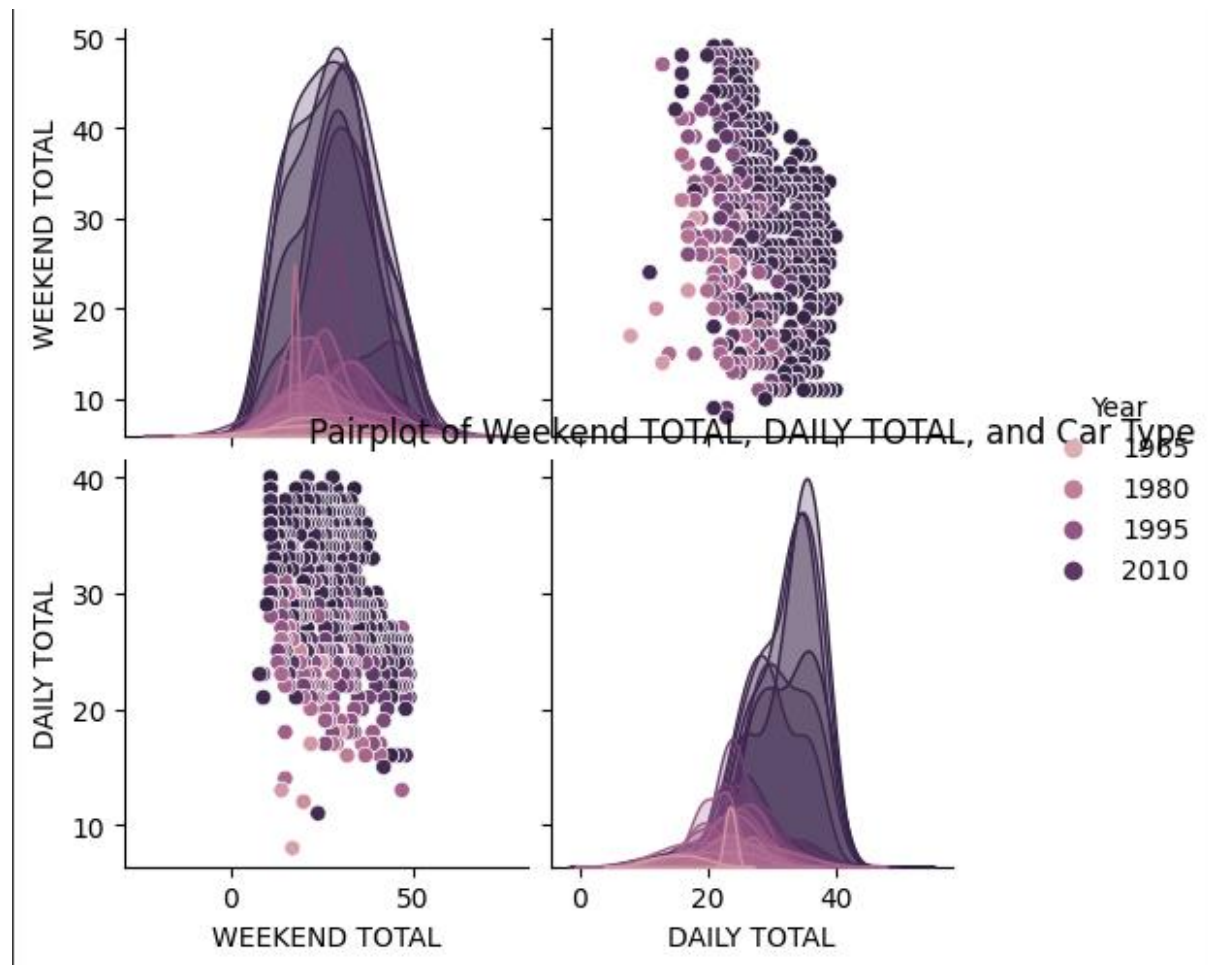 50
40
30
20
10
WEEKEND TOTAL
Year
Pairplot of Weekend TOTAL, DAILY TOTAL, and Car Type
1965
1980
1995
2010
40
30
20
10
DAILY TOTAL
0 50
0 20 40
WEEKEND TOTAL
DAILY TOTAL